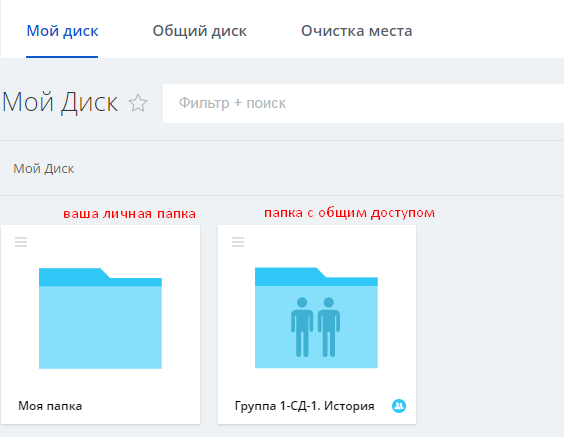 Мой диск Общий диск Очистка места
Мой Диск Фильтр + поиск
Мой Диск
ваша личная папка папка с общим доступом
Моя папка Группа 1-СД-1. История